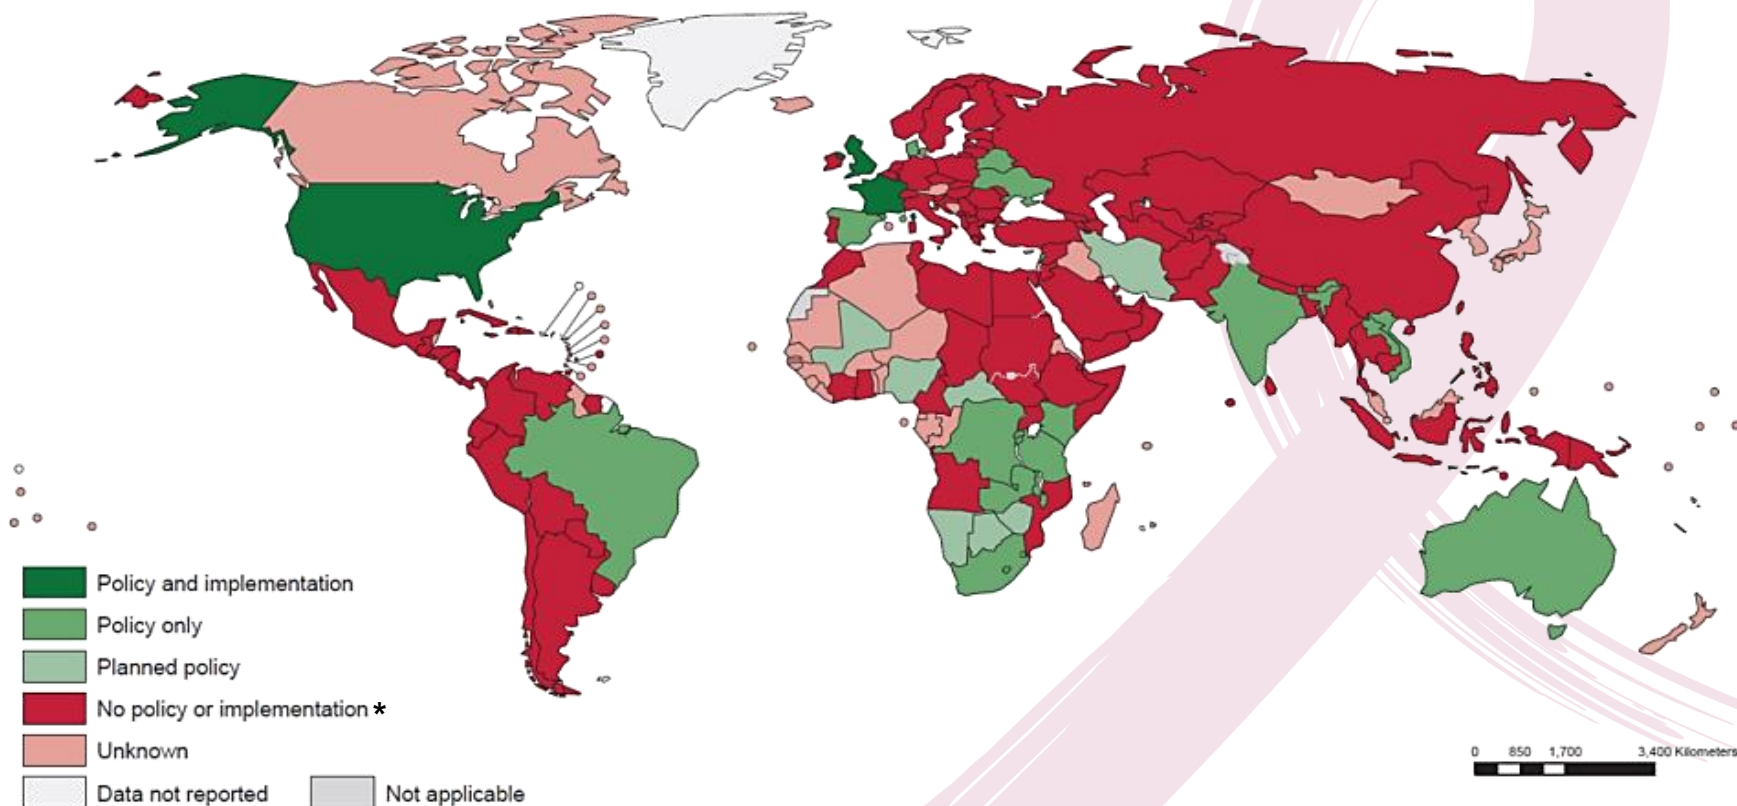 Policy and implementation
Policy only
Planned policy
No policy or implementation *
Unknown
Data not reported
Not applicable
0 850 1,700 3,400 Kilometers